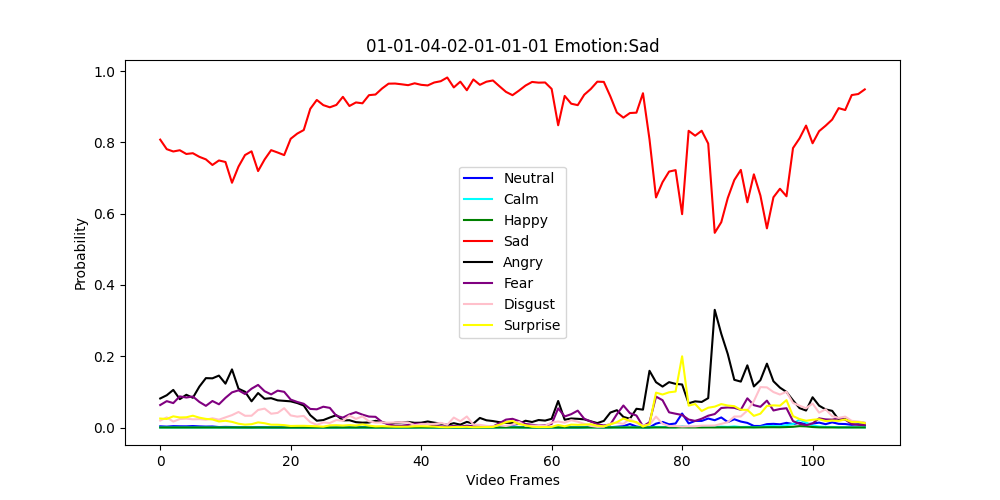 01-01-04-02-01-01-01 Emotion:Sad
1.0
0.8
0.6
0.4
0.2
0.0
Probability
Neutral
Calm
Happy
Sad
Angry
Fear
Disgust
Surprise
0 20 40 60 80 100
Video Frames